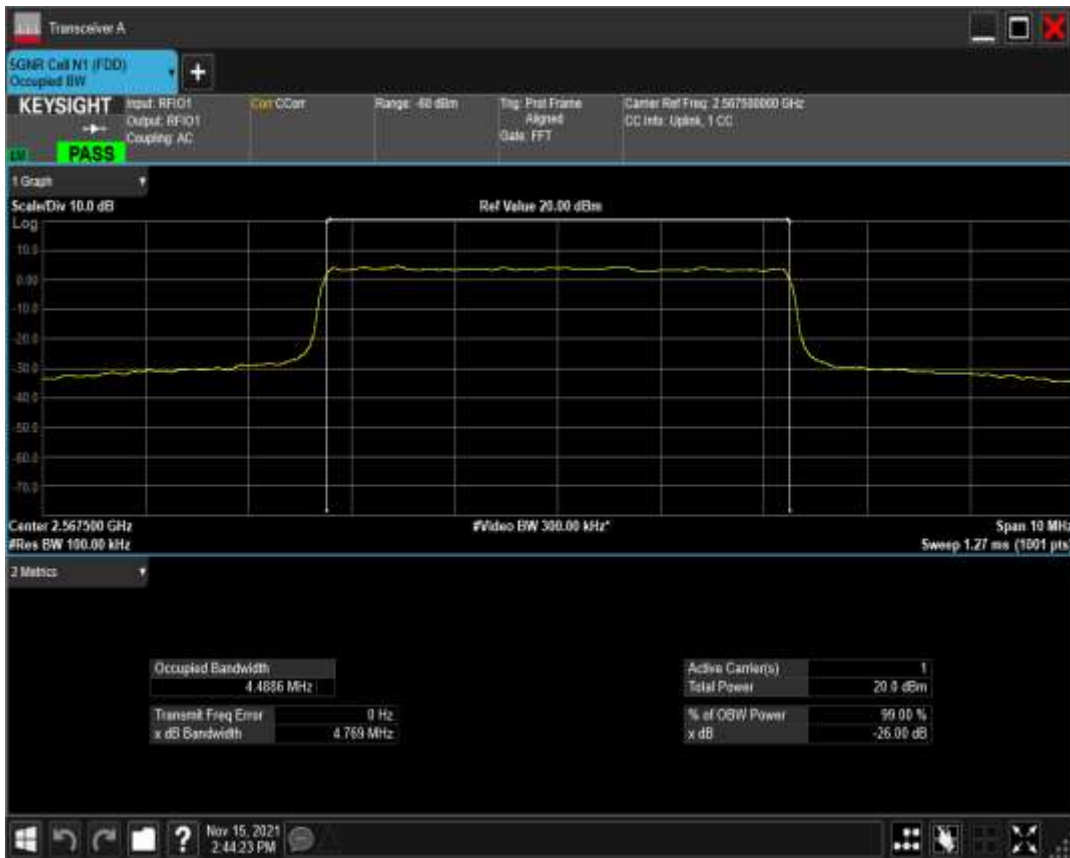 Transceiver A
5GNR Cell N1 (FDD)
Occupied BW
+
KEYSIGHT
Input: RFIO1
Output: RFIO1
Coupling: AC
Corr CCorr
Range: -60 dBm
Trig: Prot Frame
Aligned
Gate: FFT
Carrier Ref Freq: 2.567500000 GHz
CC Info: Uplink, 1 CC
PASS
1 Graph
Scale/Div 10.0 dB
Ref Value 20.00 dBm
Log
10.0
0.00
-10.0
-20.0
-30.0
-40.0
-50.0
-60.0
-70.0
Center 2.567500 GHz
#Video BW 300.00 kHz*
Span 10 MHz
#Res BW 100.00 kHz
Sweep 1.27 ms (1001 pts)
2 Metrics
Occupied Bandwidth
4.4886 MHz
Transmit Freq Error 0 Hz
x dB Bandwidth 4.769 MHz
Active Carrier(s) 1
Total Power 20.0 dBm
% of OBW Power 99.00 %
x dB -26.00 dB
?
Nov 15, 2021
2:44:23 PM